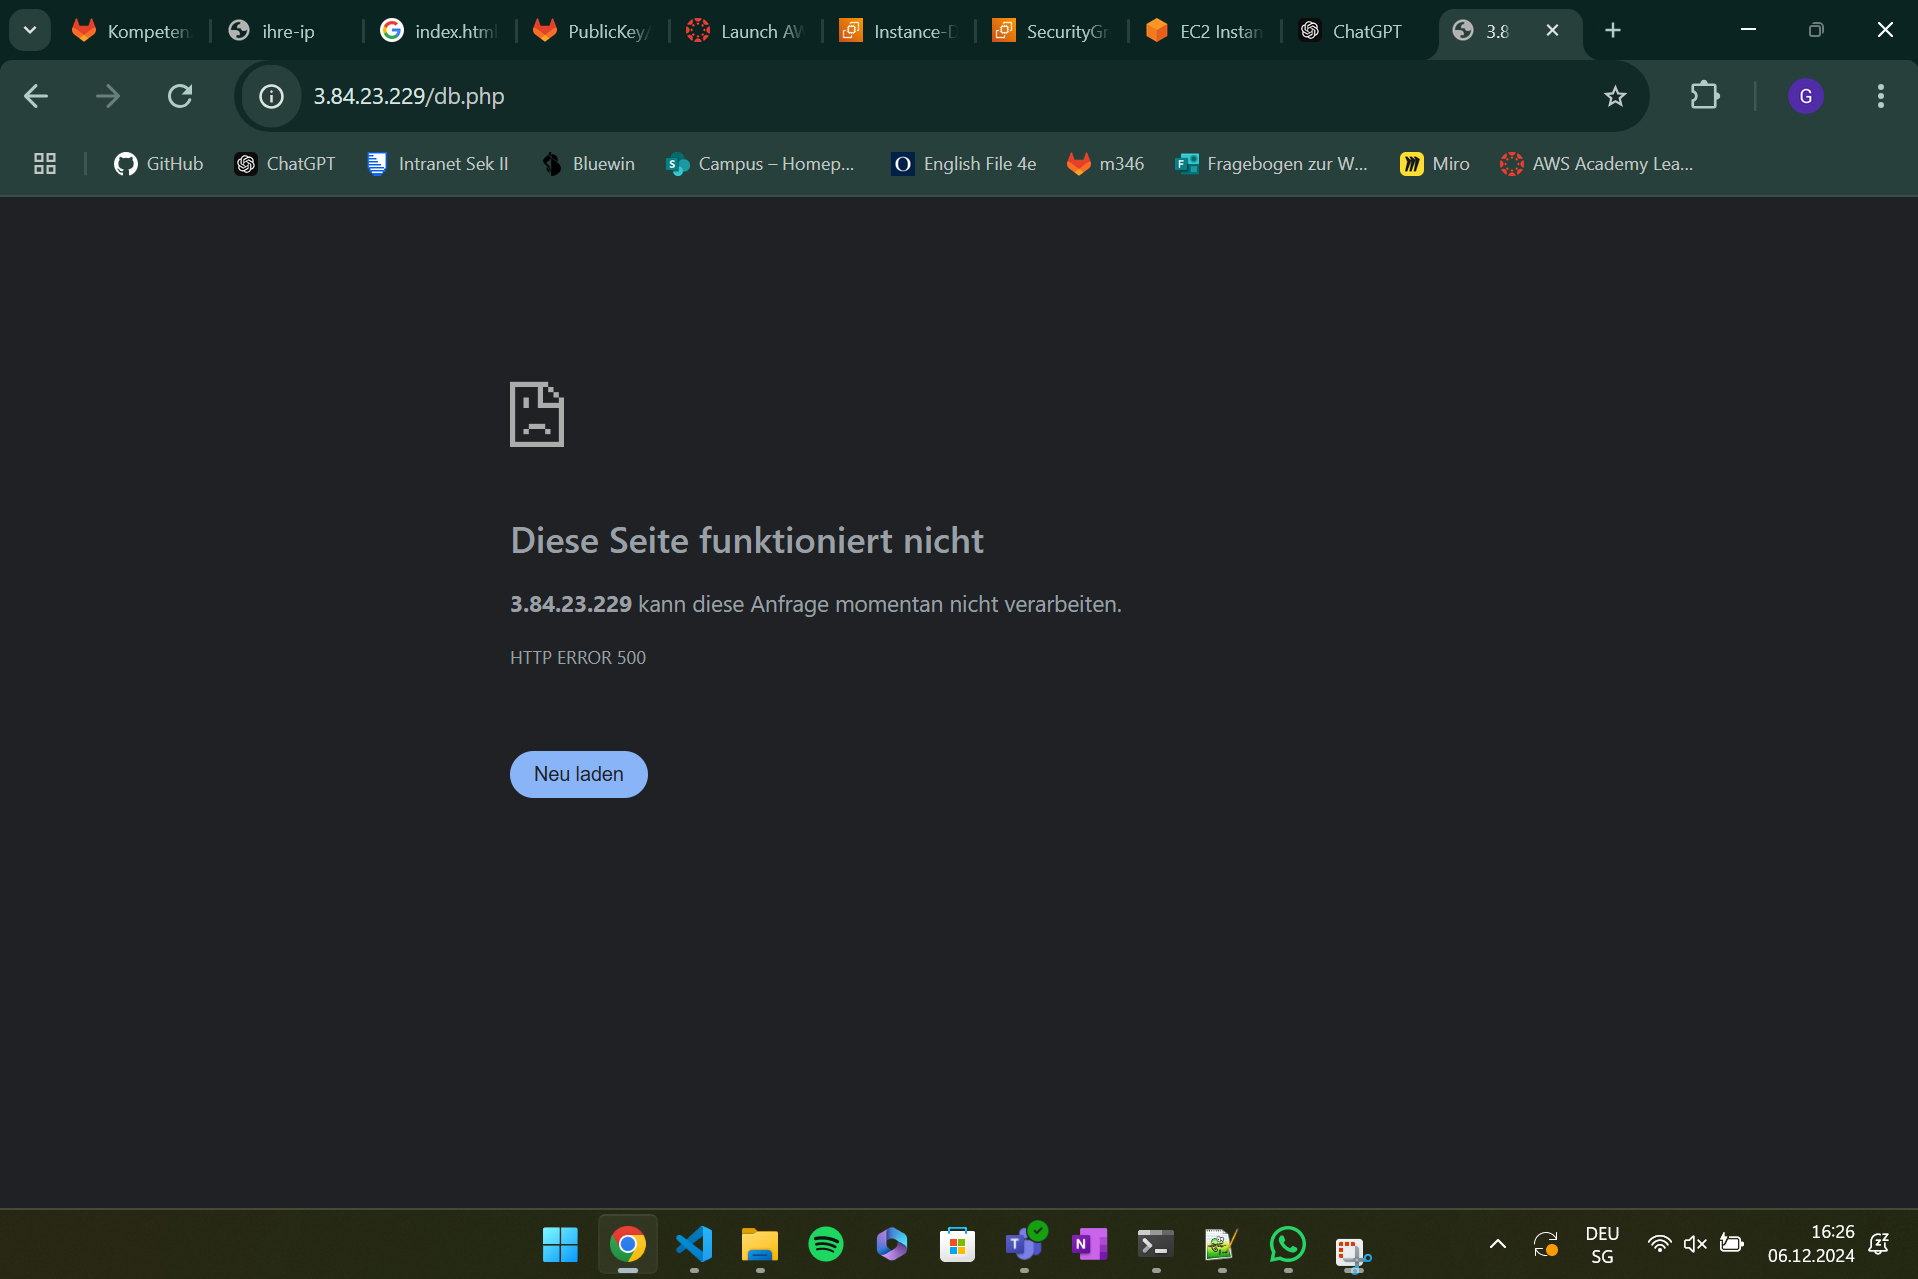 Kompeten
ihre-ip
index.html
PublicKey/
Launch AW
Instance-D
SecurityGr
EC2 Instan
ChatGPT
3.8
3.84.23.229/db.php
G
GitHub
ChatGPT
Intranet Sek II
Bluewin
Campus – Homep...
English File 4e
m346
Fragebogen zur W...
Miro
AWS Academy Lea...
Diese Seite funktioniert nicht
3.84.23.229 kann diese Anfrage momentan nicht verarbeiten.
HTTP ERROR 500
Neu laden
DEU
SG
16:26
06.12.2024